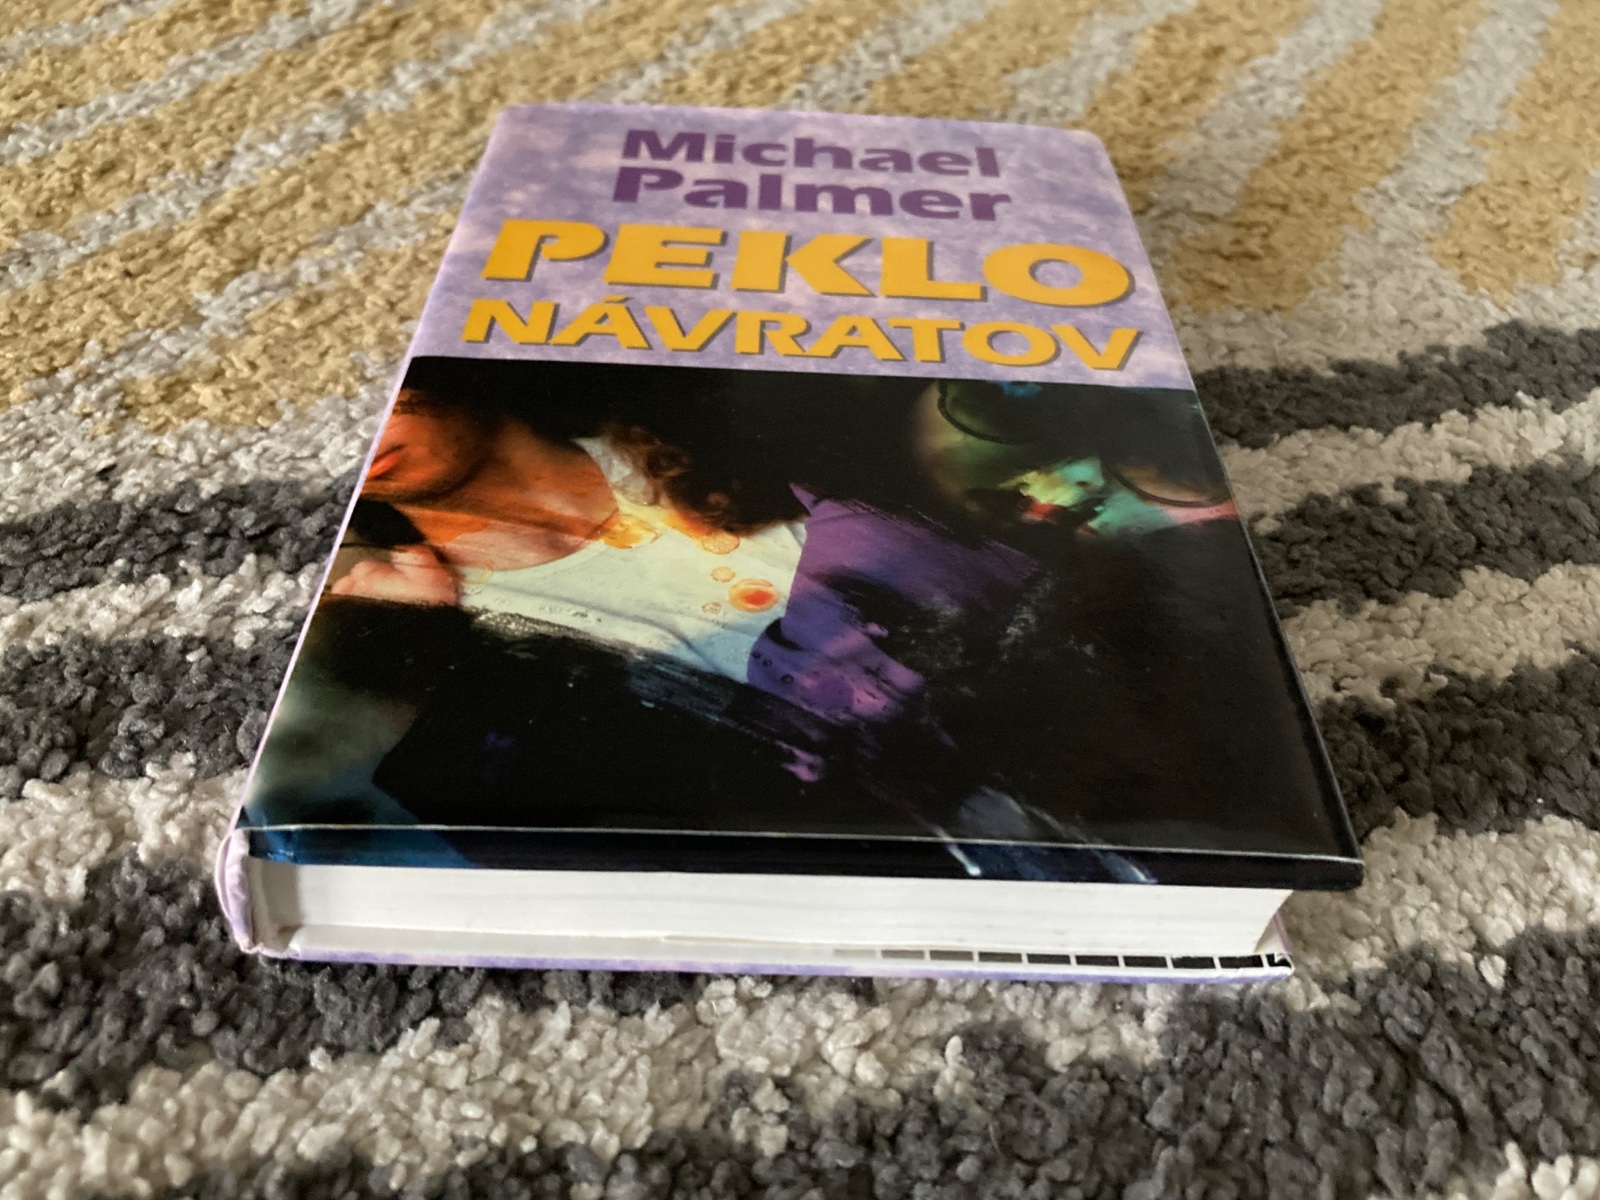 Michael
Palmer
PEKLO
NÁVRATOV